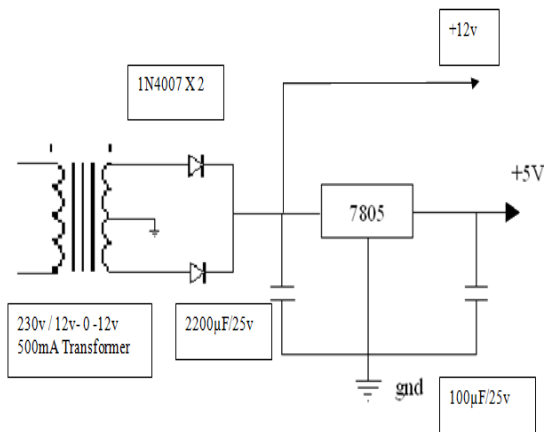 +12v
1N4007 X 2
+5V
7805
230v / 12v- 0 -12v
500mA Transformer
2200µF/25v
gnd
100µF/25v